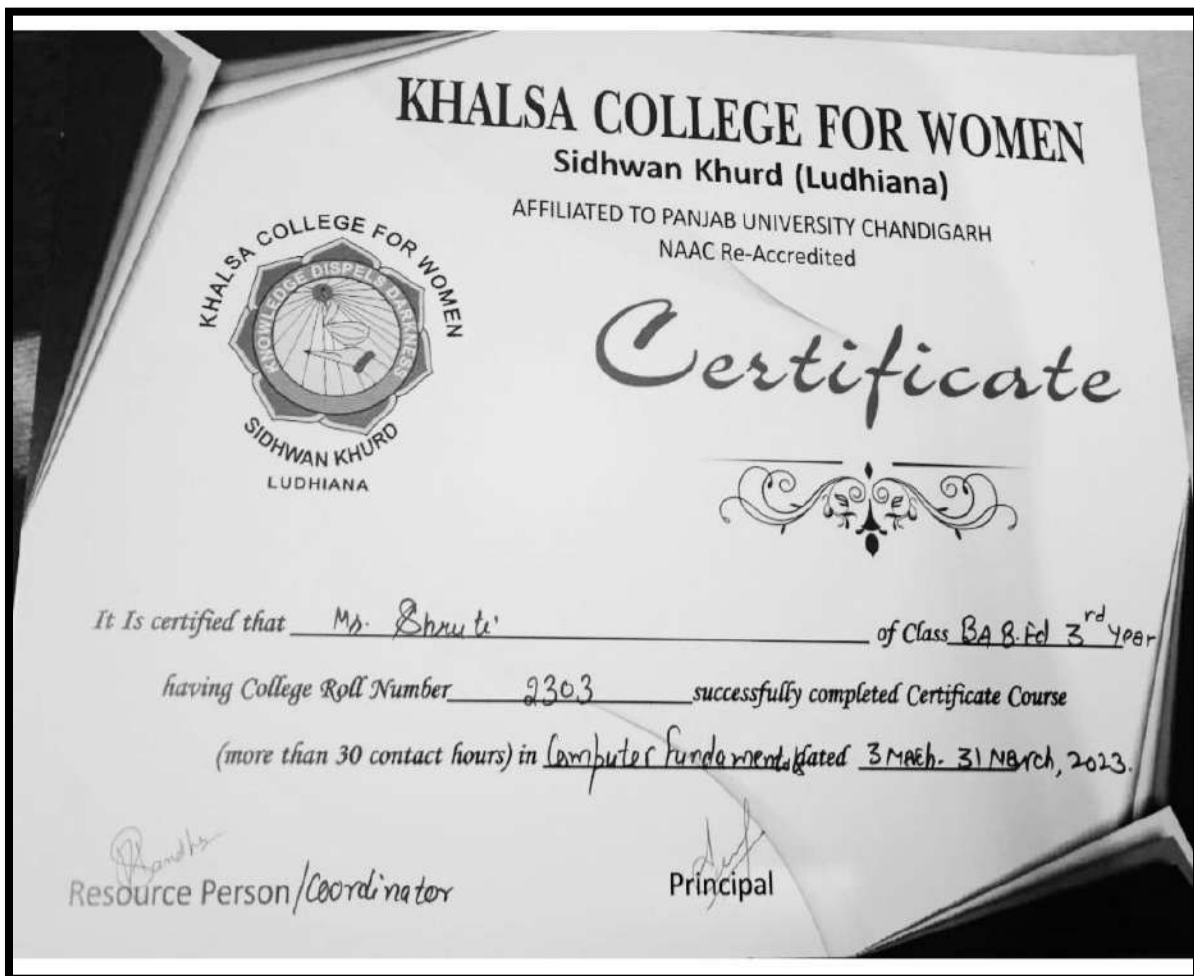 KHALSA COLLEGE FOR WOMEN
Sidhwan Khurd (Ludhiana)
AFFILIATED TO PANJAB UNIVERSITY CHANDIGARH
NAAC Re-Accredited
KHALSA COLLEGE FOR WOMEN
KNOWLEDGE DISPELS DARKNESS
SIDHWAN KHURD
LUDHIANA
Certificate
It Is certified that Ms. Shruti of Class BA B.Ed 3rd Year
having College Roll Number 2303 successfully completed Certificate Course
(more than 30 contact hours) in Computer Fundamentals dated 3 March- 31 March, 2023.
Resource Person/Coordinator
Principal